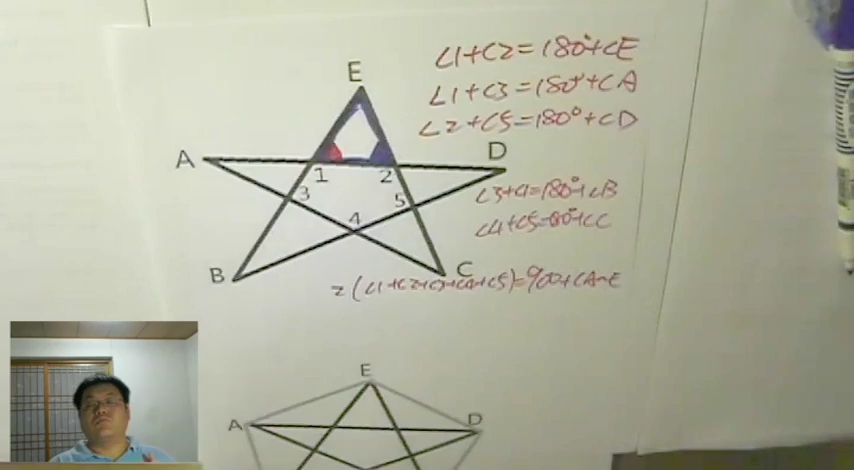 ∠1+∠2=180°+∠E
∠1+∠3=180°+∠A
∠2+∠5=180°+∠D
∠3+∠4=180°+∠B
∠4+∠5=180°+∠C
2(∠1+∠2+∠3+∠4+∠5)=900+∠A~E
E
A
D
1
2
3
5
4
B
C
E
A
D